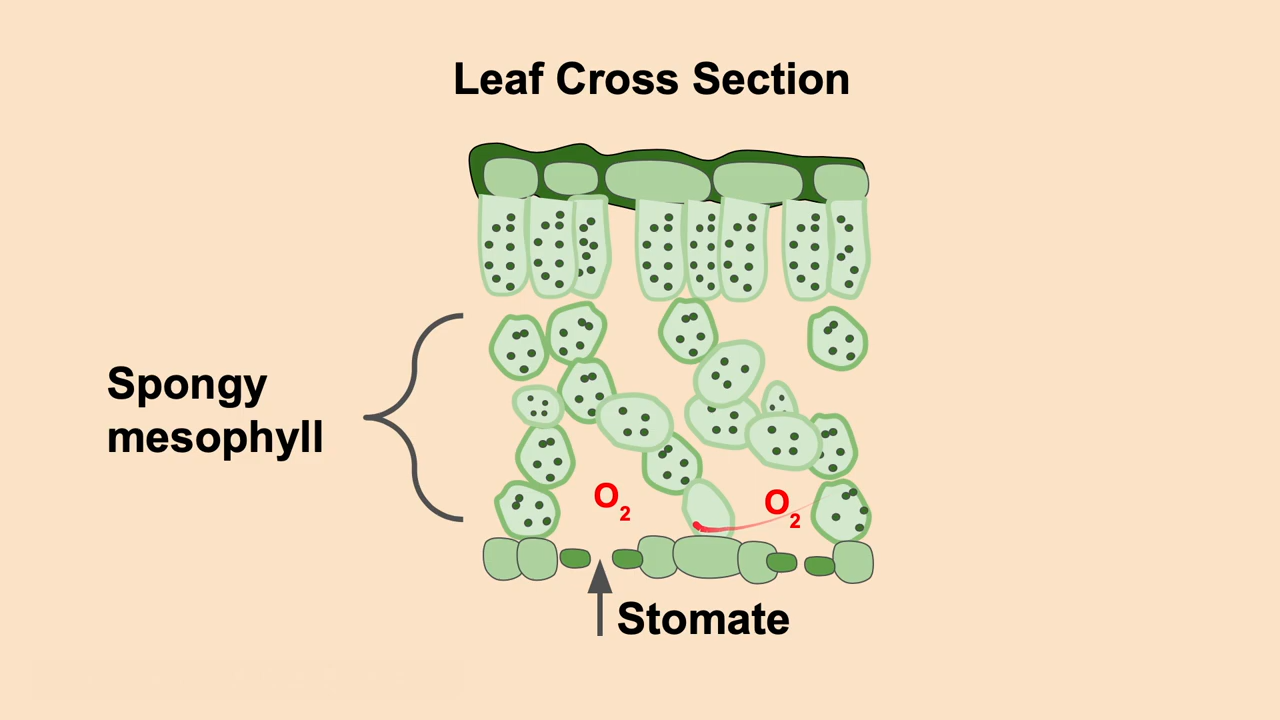 Leaf Cross Section
Spongy
mesophyll
O2
O2
Stomate